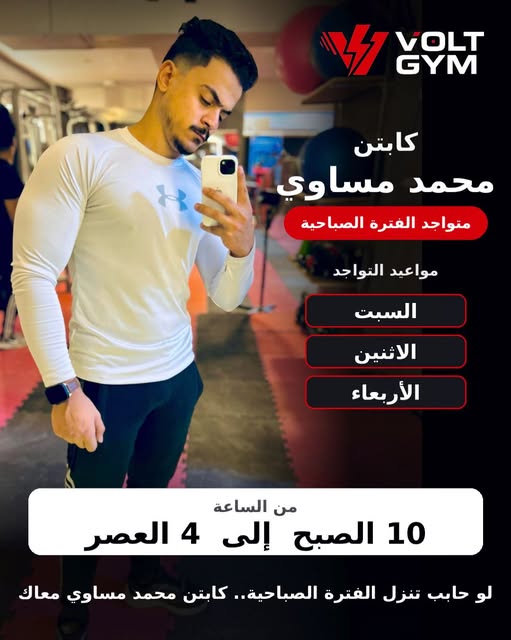 VOLT
GYM
كابتن
محمد مساوي
متواجد الفترة الصباحية
مواعيد التواجد
السبت
الاثنين
الأربعاء
من الساعة
10 الصبح إلى 4 العصر
لو حابب تنزل الفترة الصباحية.. كابتن محمد مساوي معاك